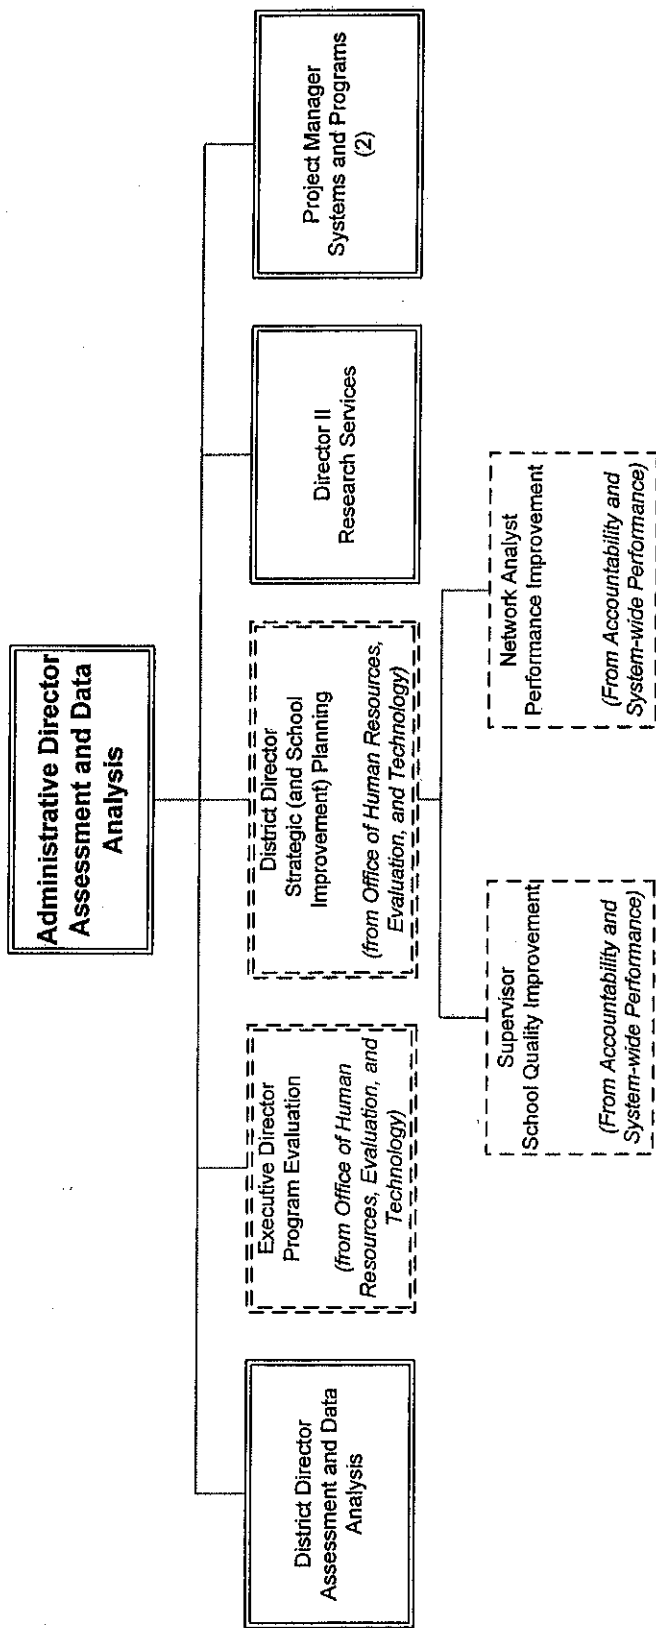 Administrative Director
Assessment and Data
Analysis
District Director
Assessment and Data
Analysis
Executive Director
Program Evaluation
(from Office of Human
Resources, Evaluation, and
Technology)
District Director
Strategic (and School
Improvement) Planning
(from Office of Human Resources,
Evaluation, and Technology)
Director II
Research Services
Project Manager
Systems and Programs
(2)
Supervisor
School Quality Improvement
(From Accountability and
System-wide Performance)
Network Analyst
Performance Improvement
(From Accountability and
System-wide Performance)